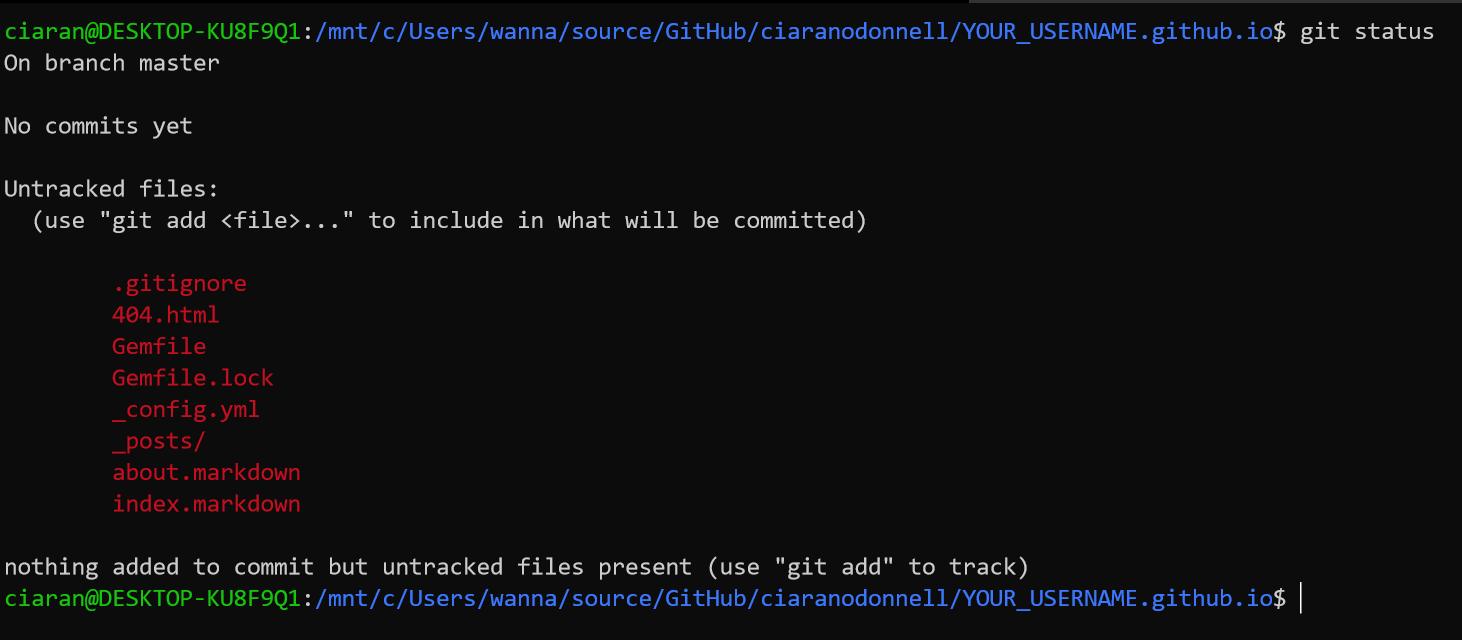 ciaran@DESKTOP-KU8F9Q1:/mnt/c/Users/wanna/source/GitHub/ciaranodonnell/YOUR_USERNAME.github.io$ git status
On branch master
No commits yet
Untracked files:
  (use "git add <file>..." to include in what will be committed)
        .gitignore
        404.html
        Gemfile
        Gemfile.lock
        _config.yml
        _posts/
        about.markdown
        index.markdown
nothing added to commit but untracked files present (use "git add" to track)
ciaran@DESKTOP-KU8F9Q1:/mnt/c/Users/wanna/source/GitHub/ciaranodonnell/YOUR_USERNAME.github.io$